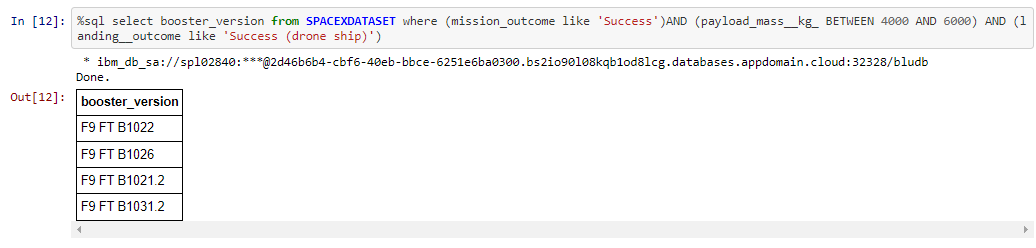 In [12]: %sql select booster_version from SPACEXDATASET where (mission_outcome like 'Success')AND (payload_mass__kg_ BETWEEN 4000 AND 6000) AND (l
anding__outcome like 'Success (drone ship)')
* ibm_db_sa://spl02840:***@2d46b6b4-cbf6-40eb-bbce-6251e6ba0300.bs2io90l08kqb1od8lcg.databases.appdomain.cloud:32328/bludb
Done.
Out[12]:
booster_version
F9 FT B1022
F9 FT B1026
F9 FT B1021.2
F9 FT B1031.2